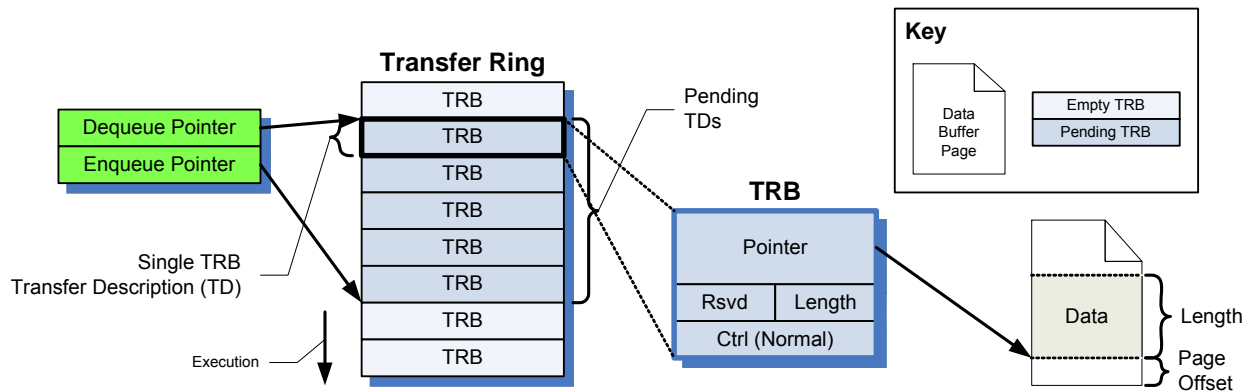 Transfer Ring
TRB
TRB
TRB
TRB
TRB
TRB
TRB
TRB
Dequeue Pointer
Enqueue Pointer
Single TRB
Transfer Description (TD)
Execution
Pending
TDs
TRB
Pointer
Rsvd
Length
Ctrl (Normal)
Key
Data
Buffer
Page
Empty TRB
Pending TRB
Data
Length
Page
Offset